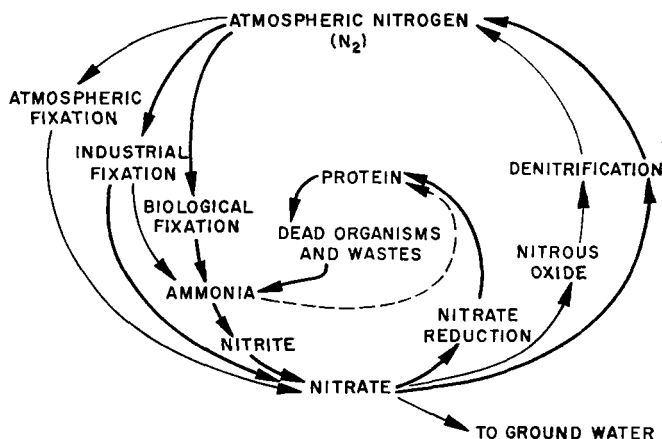 ATMOSPHERIC NITROGEN
(N₂)
ATMOSPHERIC
FIXATION
INDUSTRIAL
FIXATION
PROTEIN
DENITRIFICATION
BIOLOGICAL
FIXATION
DEAD ORGANISMS
AND WASTES
NITROUS
OXIDE
AMMONIA
NITRATE
REDUCTION
NITRITE
NITRATE
TO GROUND WATER